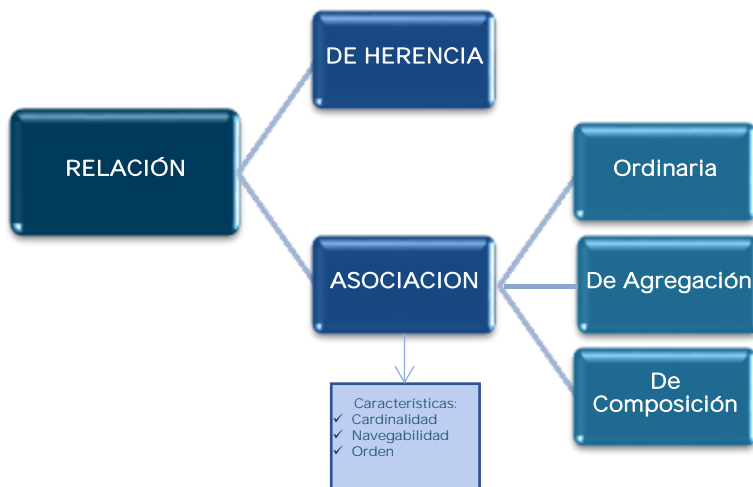 RELACIÓN
DE HERENCIA
ASOCIACION
Ordinaria
De Agregación
De
Composición
Características:
✓ Cardinalidad
✓ Navegabilidad
✓ Orden